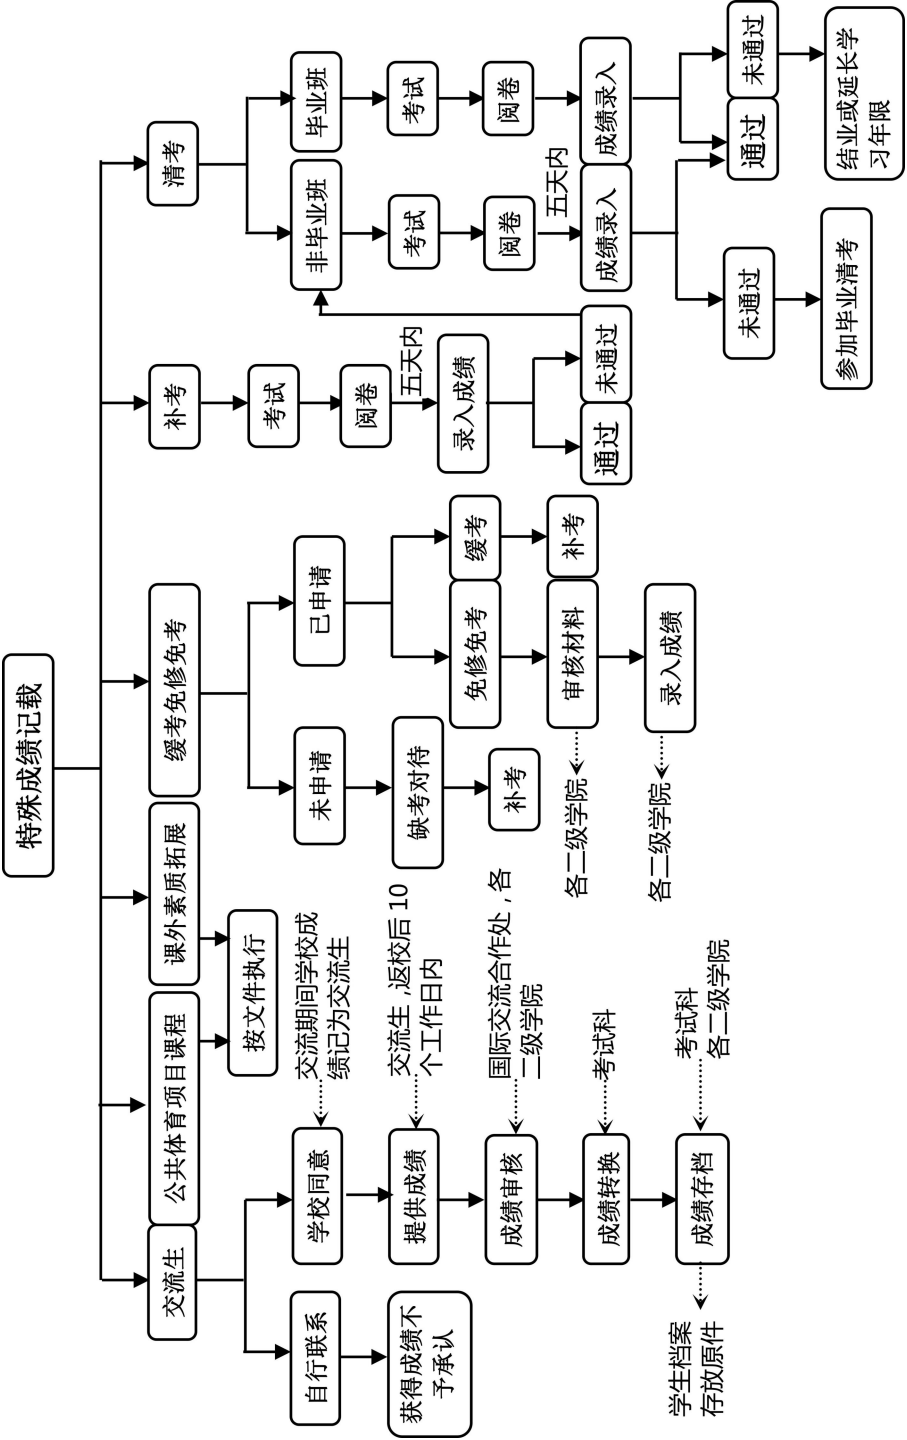 特殊成绩记载
交流生
公共体育项目课程
课外素质拓展
缓考免修免考
补考
清考
自行联系
获得成绩不
予承认
学校同意
交流期间学校成
绩记为交流生
提供成绩
交流生，返校后 10
个工作日内
成绩审核
国际交流合作处，各
二级学院
成绩转换
考试科
成绩存档
考试科
各二级学院
学生档案
存放原件
按文件执行
未申请
缺考对待
补考
已申请
免修免考
审核材料
各二级学院
录入成绩
各二级学院
缓考
补考
考试
阅卷
五天内
录入成绩
通过
未通过
非毕业班
考试
阅卷
五天内
成绩录入
未通过
参加毕业清考
毕业班
考试
阅卷
成绩录入
通过
未通过
结业或延长学
习年限